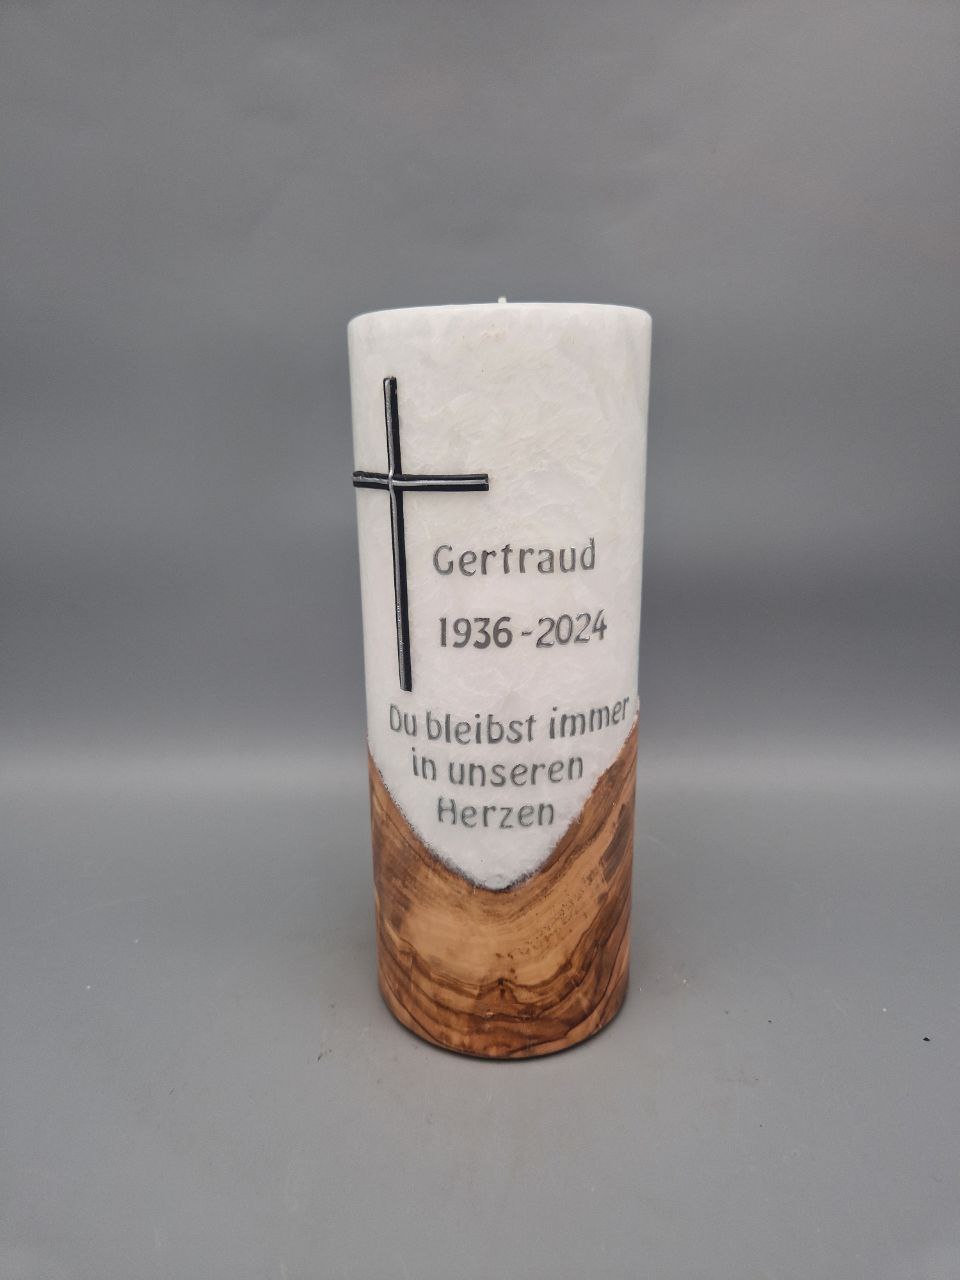 Gertraud
1936-2024
Du bleibst immer
in unseren
Herzen